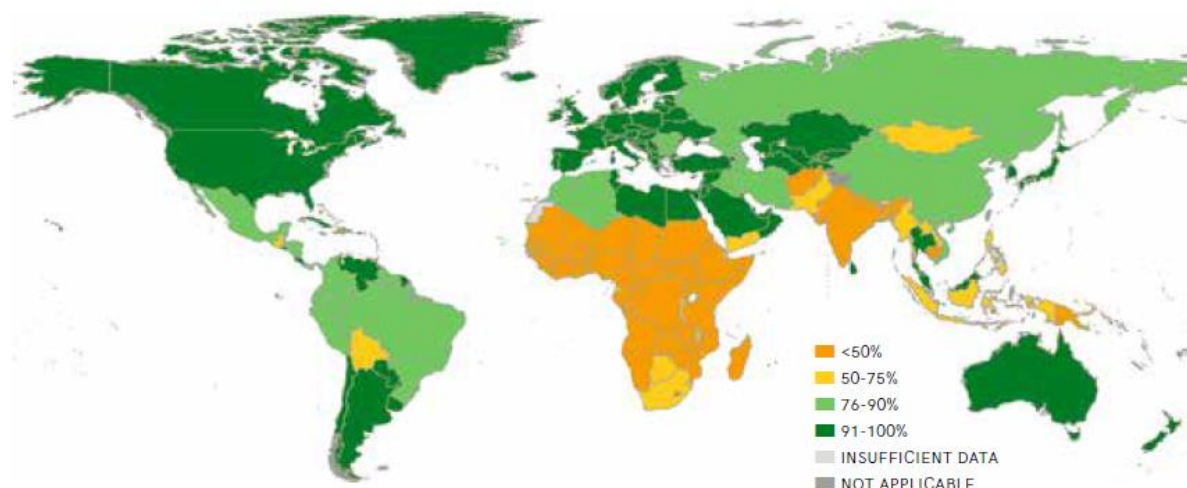 <50%
50-75%
76-90%
91-100%
INSUFFICIENT DATA
NOT APPLICABLE